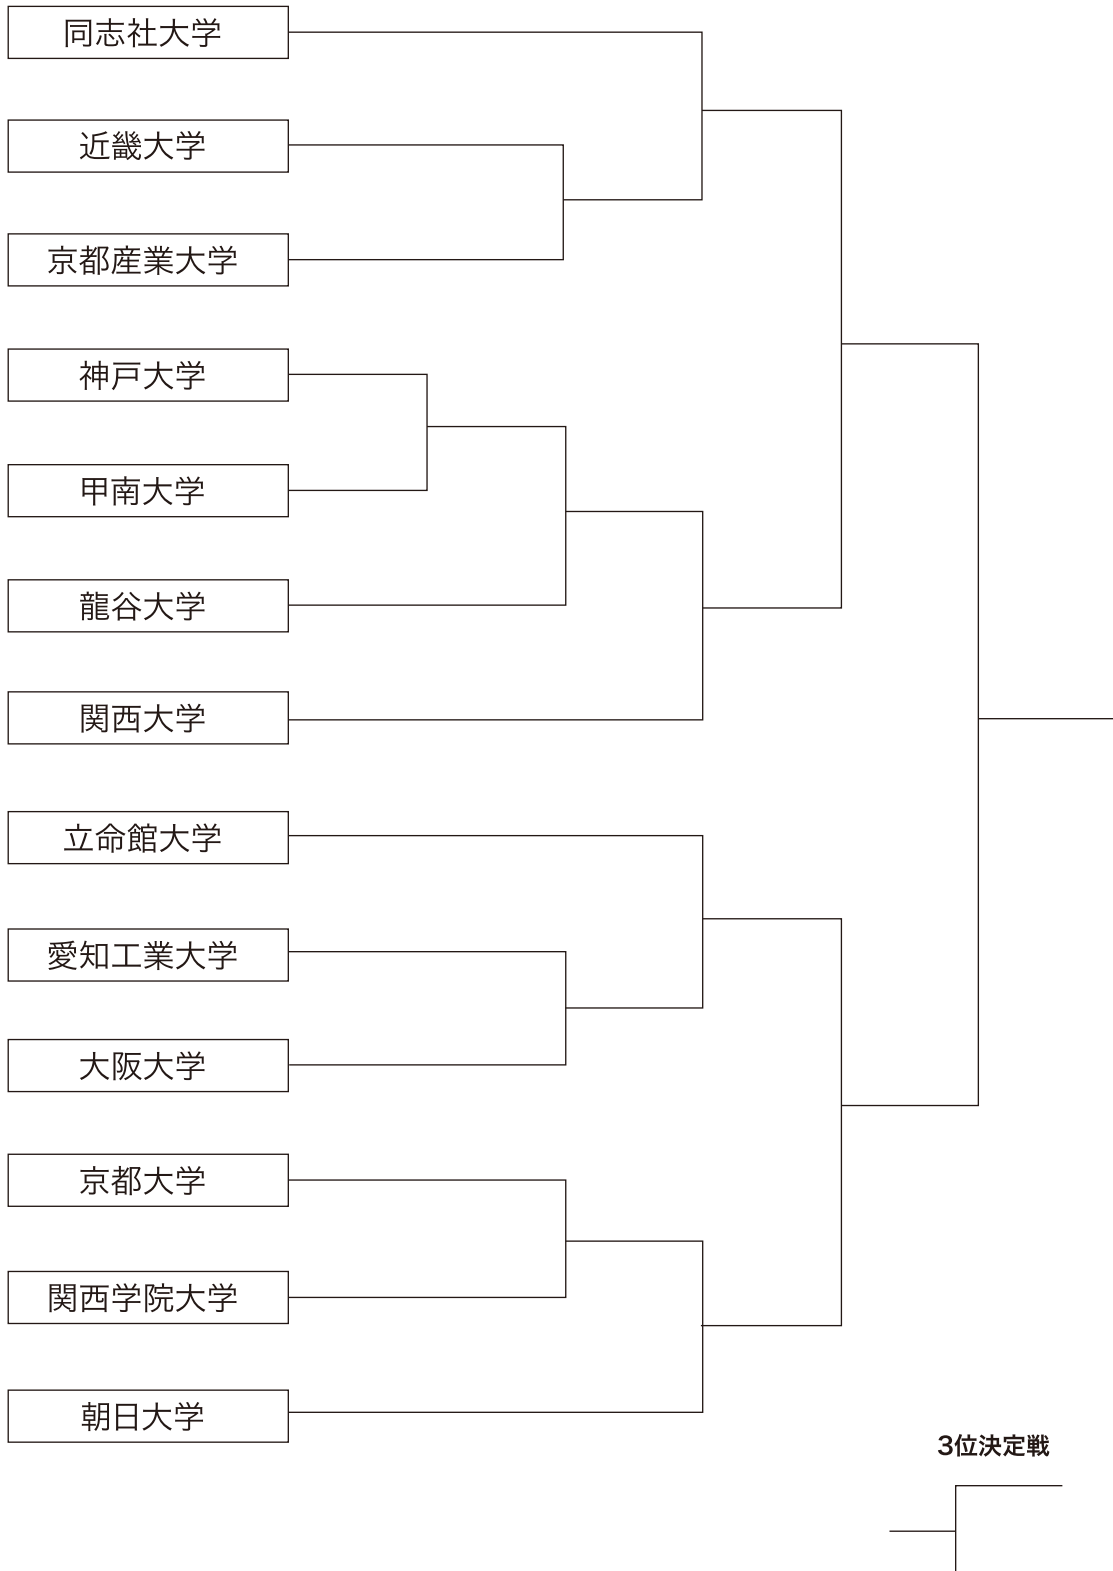 同志社大学
近畿大学
京都産業大学
神戸大学
甲南大学
龍谷大学
関西大学
立命館大学
愛知工業大学
大阪大学
京都大学
関西学院大学
朝日大学
3位決定戦